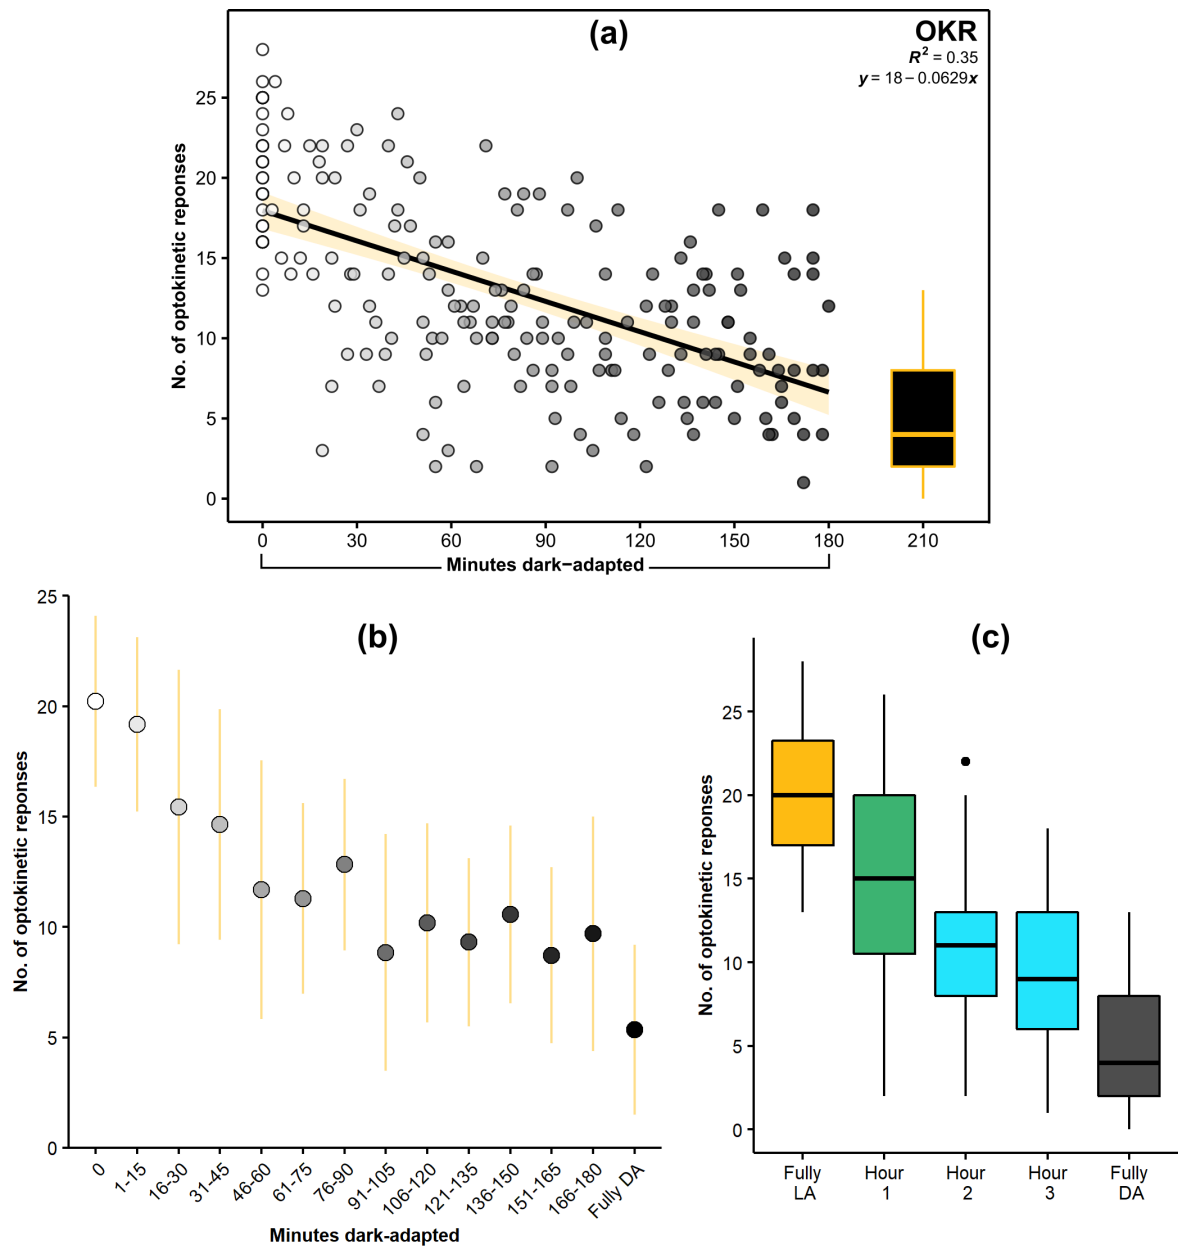 (a)
OKR
R² = 0.35
y = 18 − 0.0629x
No. of optokinetic reponses
25
20
15
10
5
0
0 30 60 90 120 150 180 210
Minutes dark−adapted
(b)
No. of optokinetic reponses
25
20
15
10
5
0
0 1-15 16-30 31-45 46-60 61-75 76-90 91-105 106-120 121-135 136-150 151-165 166-180 Fully DA
Minutes dark-adapted
(c)
No. of optokinetic reponses
25
20
15
10
5
0
Fully Hour Hour Hour Fully
LA 1 2 3 DA